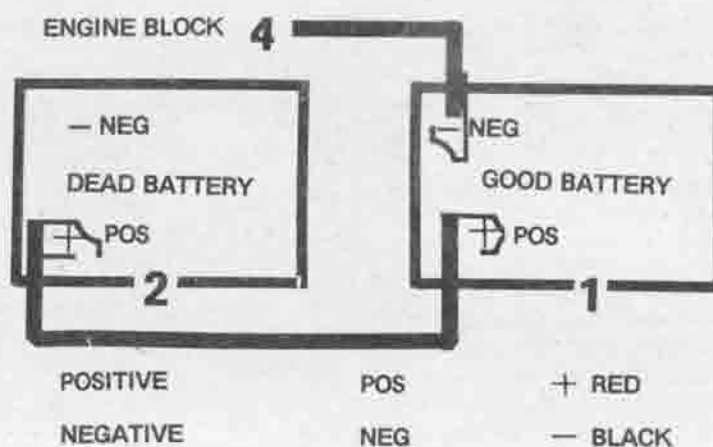 ENGINE BLOCK 4
— NEG
— NEG
DEAD BATTERY
GOOD BATTERY
+ POS
+ POS
2
1
POSITIVE POS + RED
NEGATIVE NEG — BLACK